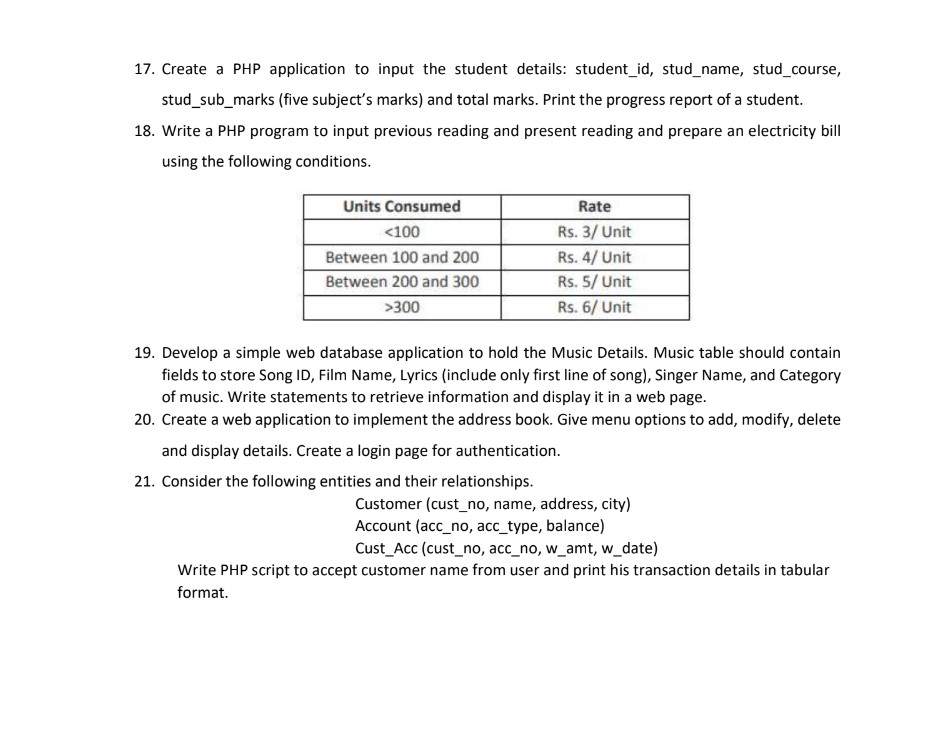 17. Create a PHP application to input the student details: student_id, stud_name, stud_course,
stud_sub_marks (five subject's marks) and total marks. Print the progress report of a student.
18. Write a PHP program to input previous reading and present reading and prepare an electricity bill
using the following conditions.
Units Consumed Rate
<100 Rs. 3/ Unit
Between 100 and 200 Rs. 4/ Unit
Between 200 and 300 Rs. 5/ Unit
>300 Rs. 6/ Unit
19. Develop a simple web database application to hold the Music Details. Music table should contain
fields to store Song ID, Film Name, Lyrics (include only first line of song), Singer Name, and Category
of music. Write statements to retrieve information and display it in a web page.
20. Create a web application to implement the address book. Give menu options to add, modify, delete
and display details. Create a login page for authentication.
21. Consider the following entities and their relationships.
Customer (cust_no, name, address, city)
Account (acc_no, acc_type, balance)
Cust_Acc (cust_no, acc_no, w_amt, w_date)
Write PHP script to accept customer name from user and print his transaction details in tabular
format.